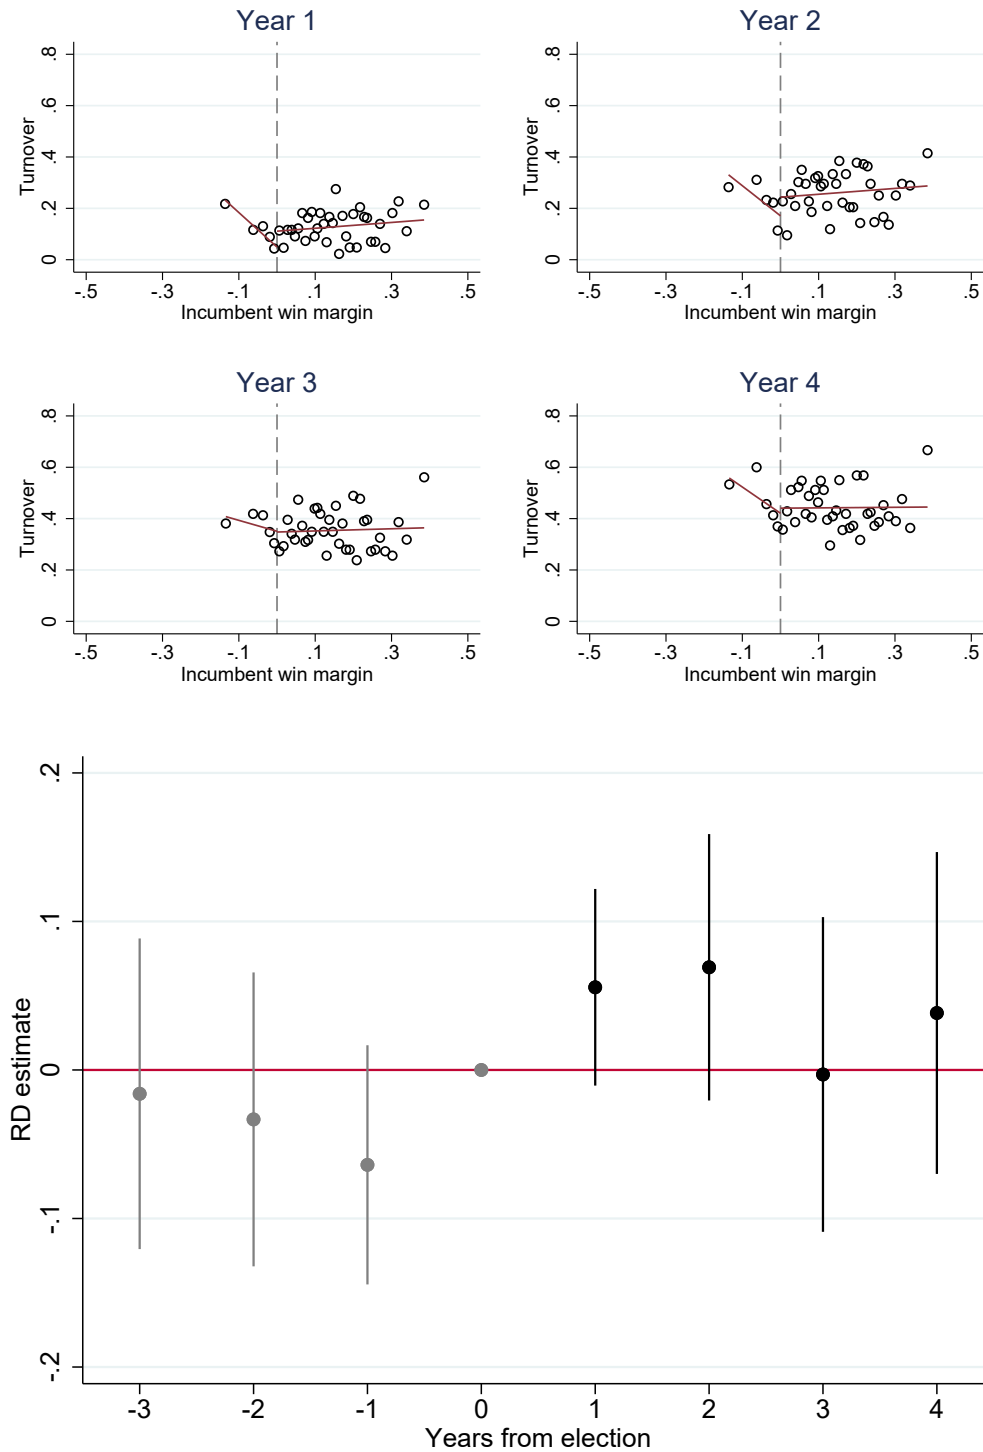 Year 1
Turnover
.8
.6
.4
.2
0
-.5 -.3 -.1 .1 .3 .5
Incumbent win margin
Year 2
Turnover
.8
.6
.4
.2
0
-.5 -.3 -.1 .1 .3 .5
Incumbent win margin
Year 3
Turnover
.8
.6
.4
.2
0
-.5 -.3 -.1 .1 .3 .5
Incumbent win margin
Year 4
Turnover
.8
.6
.4
.2
0
-.5 -.3 -.1 .1 .3 .5
Incumbent win margin
RD estimate
.2
.1
0
-.1
-.2
-3 -2 -1 0 1 2 3 4
Years from election